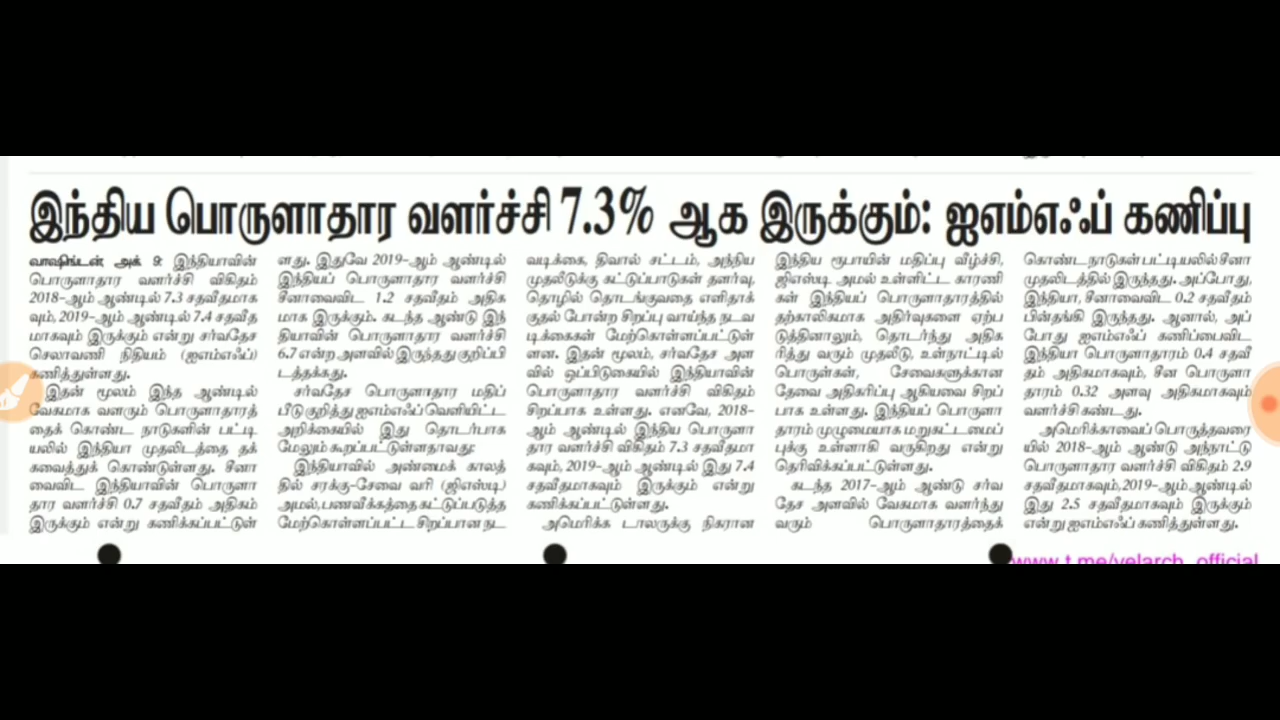 இந்திய பொருளாதார வளர்ச்சி 7.3% ஆக இருக்கும்: ஐஎம்எஃப் கணிப்பு
வாஷிங்டன், அக் 9: இந்தியாவின்
பொருளாதார வளர்ச்சி விகிதம்
2018-ஆம் ஆண்டில் 7.3 சதவீதமாக
வும், 2019-ஆம் ஆண்டில் 7.4 சதவீத
மாகவும் இருக்கும் என்று சர்வதேச
செலாவணி நிதியம் (ஐஎம்எஃப்)
கணித்துள்ளது.
இதன் மூலம் இந்த ஆண்டில்
வேகமாக வளரும் பொருளாதாரத்
தைக் கொண்ட நாடுகளின் பட்டி
யலில் இந்தியா முதலிடத்தை தக்
கவைத்துக் கொண்டுள்ளது. சீனா
வைவிட இந்தியாவின் பொருளா
தார வளர்ச்சி 0.7 சதவீதம் அதிகம்
இருக்கும் என்று கணிக்கப்பட்டுள்
ளது. இதுவே 2019-ஆம் ஆண்டில்
இந்தியப் பொருளாதார வளர்ச்சி
சீனாவைவிட 1.2 சதவீதம் அதிக
மாக இருக்கும். கடந்த ஆண்டு இந்
தியாவின் பொருளாதார வளர்ச்சி
6.7 என்ற அளவில் இருந்தது குறிப்பி
டத்தக்கது.
சர்வதேச பொருளாதார மதிப்
பீடு குறித்து ஐஎம்எஃப் வெளியிட்ட
அறிக்கையில் இது தொடர்பாக
மேலும் கூறப்பட்டுள்ளதாவது:
இந்தியாவில் அண்மைக் காலத்
தில் சரக்கு-சேவை வரி (ஜிஎஸ்டி)
அமல், பணவீக்கத்தை கட்டுப்படுத்த
மேற்கொள்ளப்பட்ட சிறப்பான நட
வடிக்கை, திவால் சட்டம், அந்நிய
முதலீடுக்கு கட்டுப்பாடுகள் தளர்வு,
தொழில் தொடங்குவதை எளிதாக்
குதல் போன்ற சிறப்பு வாய்ந்த நடவ
டிக்கைகள் மேற்கொள்ளப்பட்டுள்
ளன. இதன் மூலம், சர்வதேச அள
வில் ஒப்பிடுகையில் இந்தியாவின்
பொருளாதார வளர்ச்சி விகிதம்
சிறப்பாக உள்ளது. எனவே, 2018-
ஆம் ஆண்டில் இந்திய பொருளா
தார வளர்ச்சி விகிதம் 7.3 சதவீதமா
கவும், 2019-ஆம் ஆண்டில் இது 7.4
சதவீதமாகவும் இருக்கும் என்று
கணிக்கப்பட்டுள்ளது.
அமெரிக்க டாலருக்கு நிகரான
இந்திய ரூபாயின் மதிப்பு வீழ்ச்சி,
ஜிஎஸ்டி அமல் உள்ளிட்ட காரணி
கள் இந்தியப் பொருளாதாரத்தில்
தற்காலிகமாக அதிர்வுகளை ஏற்ப
டுத்தினாலும், தொடர்ந்து அதிக
ரித்து வரும் முதலீடு, உள்நாட்டில்
பொருள்கள், சேவைகளுக்கான
தேவை அதிகரிப்பு ஆகியவை சிறப்
பாக உள்ளது. இந்தியப் பொருளா
தாரம் முழுமையாக மறுகட்டமைப்
புக்கு உள்ளாகி வருகிறது என்று
தெரிவிக்கப்பட்டுள்ளது.
கடந்த 2017-ஆம் ஆண்டு சர்வ
தேச அளவில் வேகமாக வளர்ந்து
வரும் பொருளாதாரத்தைக்
கொண்ட நாடுகள் பட்டியலில் சீனா
முதலிடத்தில் இருந்தது. அப்போது,
இந்தியா, சீனாவைவிட 0.2 சதவீதம்
பின்தங்கி இருந்தது. ஆனால், அப்
போது ஐஎம்எஃப் கணிப்பைவிட
இந்தியா பொருளாதாரம் 0.4 சதவீ
தம் அதிகமாகவும், சீன பொருளா
தாரம் 0.32 அளவு அதிகமாகவும்
வளர்ச்சி கண்டது.
அமெரிக்காவைப் பொருத்தவரை
யில் 2018-ஆம் ஆண்டு அந்நாட்டு
பொருளாதார வளர்ச்சி விகிதம் 2.9
சதவீதமாகவும், 2019-ஆம் ஆண்டில்
இது 2.5 சதவீதமாகவும் இருக்கும்
என்று ஐஎம்எஃப் கணித்துள்ளது.
www.t.me/velarch_official